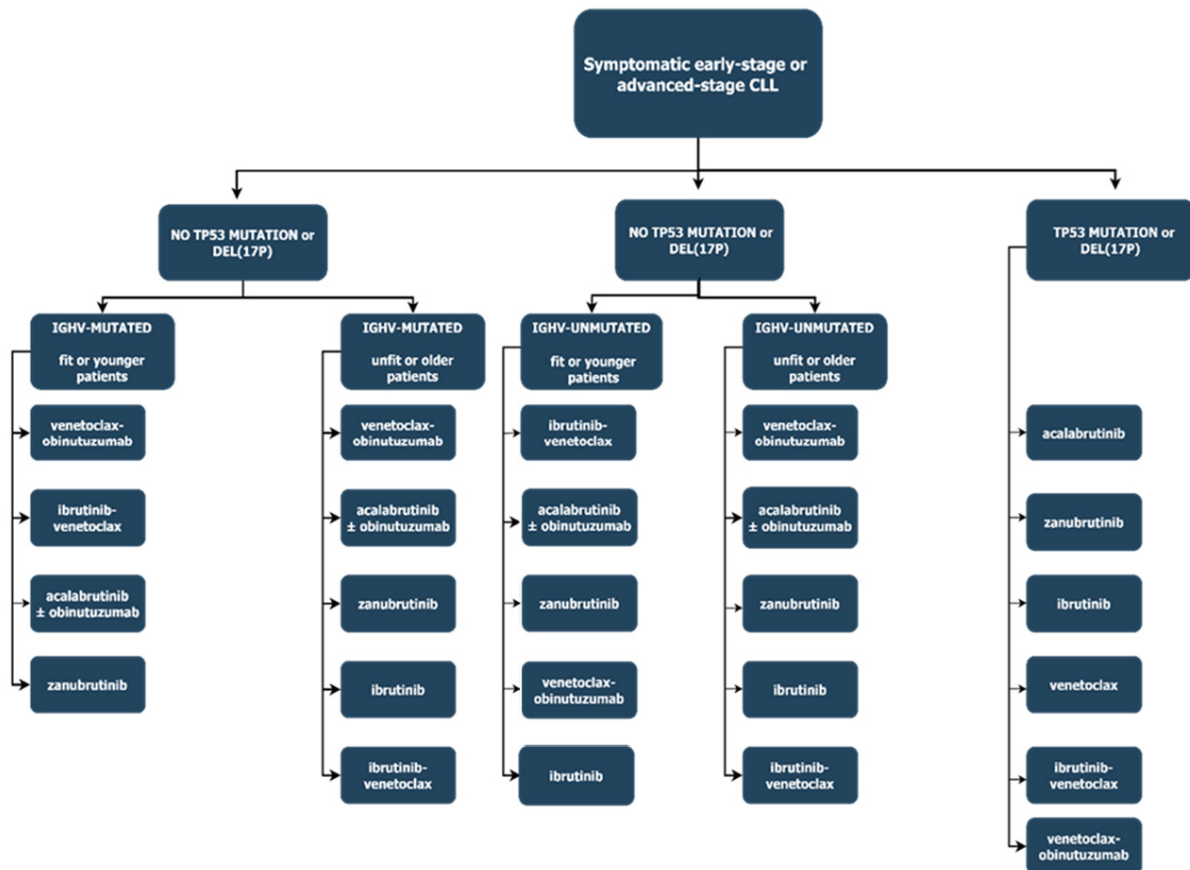 Symptomatic early-stage or
advanced-stage CLL
NO TP53 MUTATION or
DEL(17P)
NO TP53 MUTATION or
DEL(17P)
TP53 MUTATION or
DEL(17P)
IGHV-MUTATED
fit or younger
patients
IGHV-MUTATED
unfit or older
patients
IGHV-UNMUTATED
fit or younger
patients
IGHV-UNMUTATED
unfit or older
patients
venetoclax-
obinutuzumab
ibrutinib-
venetoclax
acalabrutinib
± obinutuzumab
zanubrutinib
venetoclax-
obinutuzumab
acalabrutinib
± obinutuzumab
zanubrutinib
ibrutinib
ibrutinib-
venetoclax
ibrutinib-
venetoclax
acalabrutinib
± obinutuzumab
zanubrutinib
venetoclax-
obinutuzumab
ibrutinib
venetoclax-
obinutuzumab
acalabrutinib
± obinutuzumab
zanubrutinib
ibrutinib
ibrutinib-
venetoclax
acalabrutinib
zanubrutinib
ibrutinib
venetoclax
ibrutinib-
venetoclax
venetoclax-
obinutuzumab